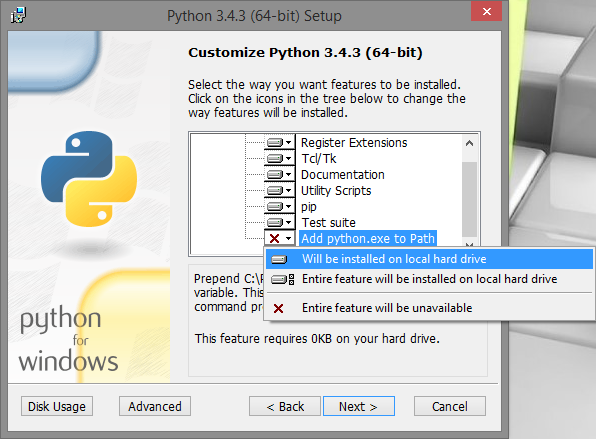 Python 3.4.3 (64-bit) Setup
Customize Python 3.4.3 (64-bit)
Select the way you want features to be installed.
Click on the icons in the tree below to change the
way features will be installed.
Register Extensions
Tcl/Tk
Documentation
Utility Scripts
pip
Test suite
Add python.exe to Path
Will be installed on local hard drive
Entire feature will be installed on local hard drive
Entire feature will be unavailable
Prepend C:\
variable. This
command
This feature requires 0KB on your hard drive.
python
for
windows
Disk Usage
Advanced
< Back
Next >
Cancel